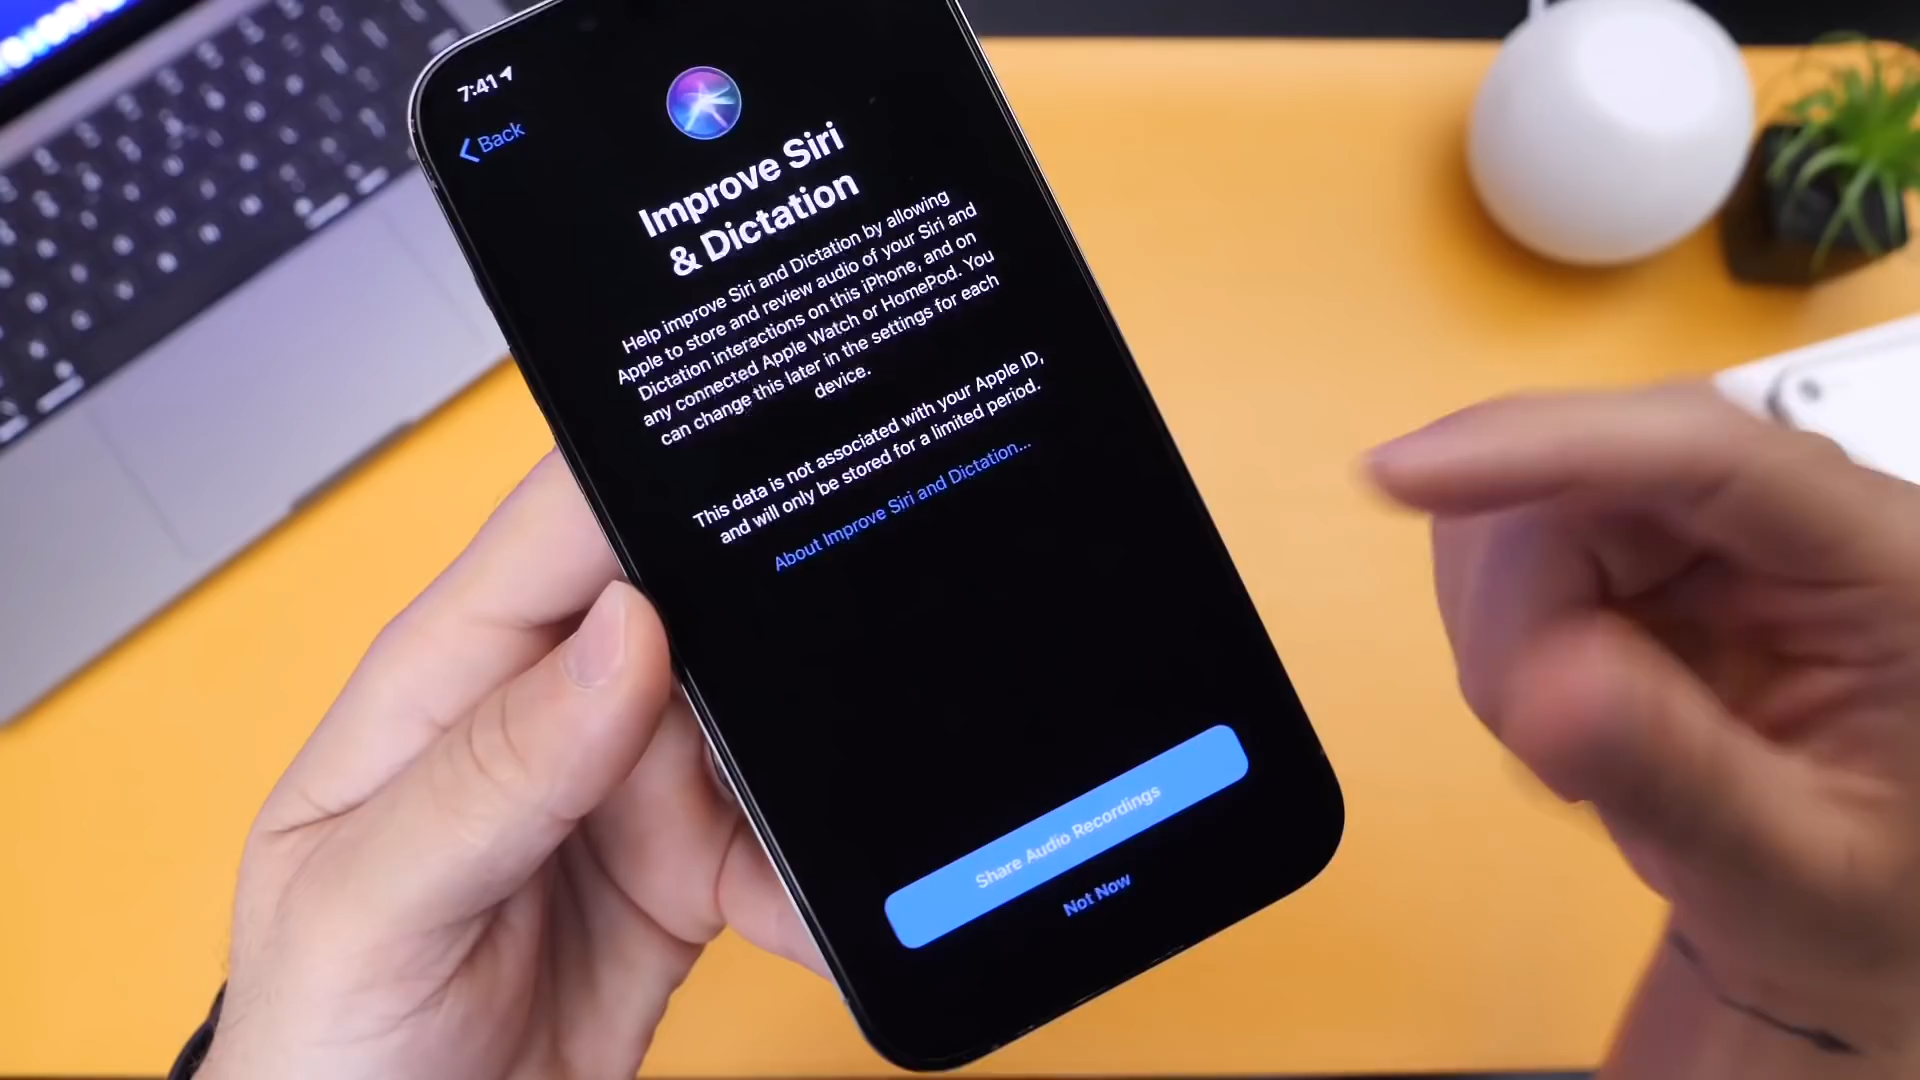 7:41
Back
Improve Siri
& Dictation
Help improve Siri and Dictation by allowing
Apple to store and review audio of your Siri and
Dictation interactions on this iPhone, and on
any connected Apple Watch or HomePod. You
can change this later in the settings for each
device.
This data is not associated with your Apple ID,
and will only be stored for a limited period.
About Improve Siri and Dictation...
Share Audio Recordings
Not Now